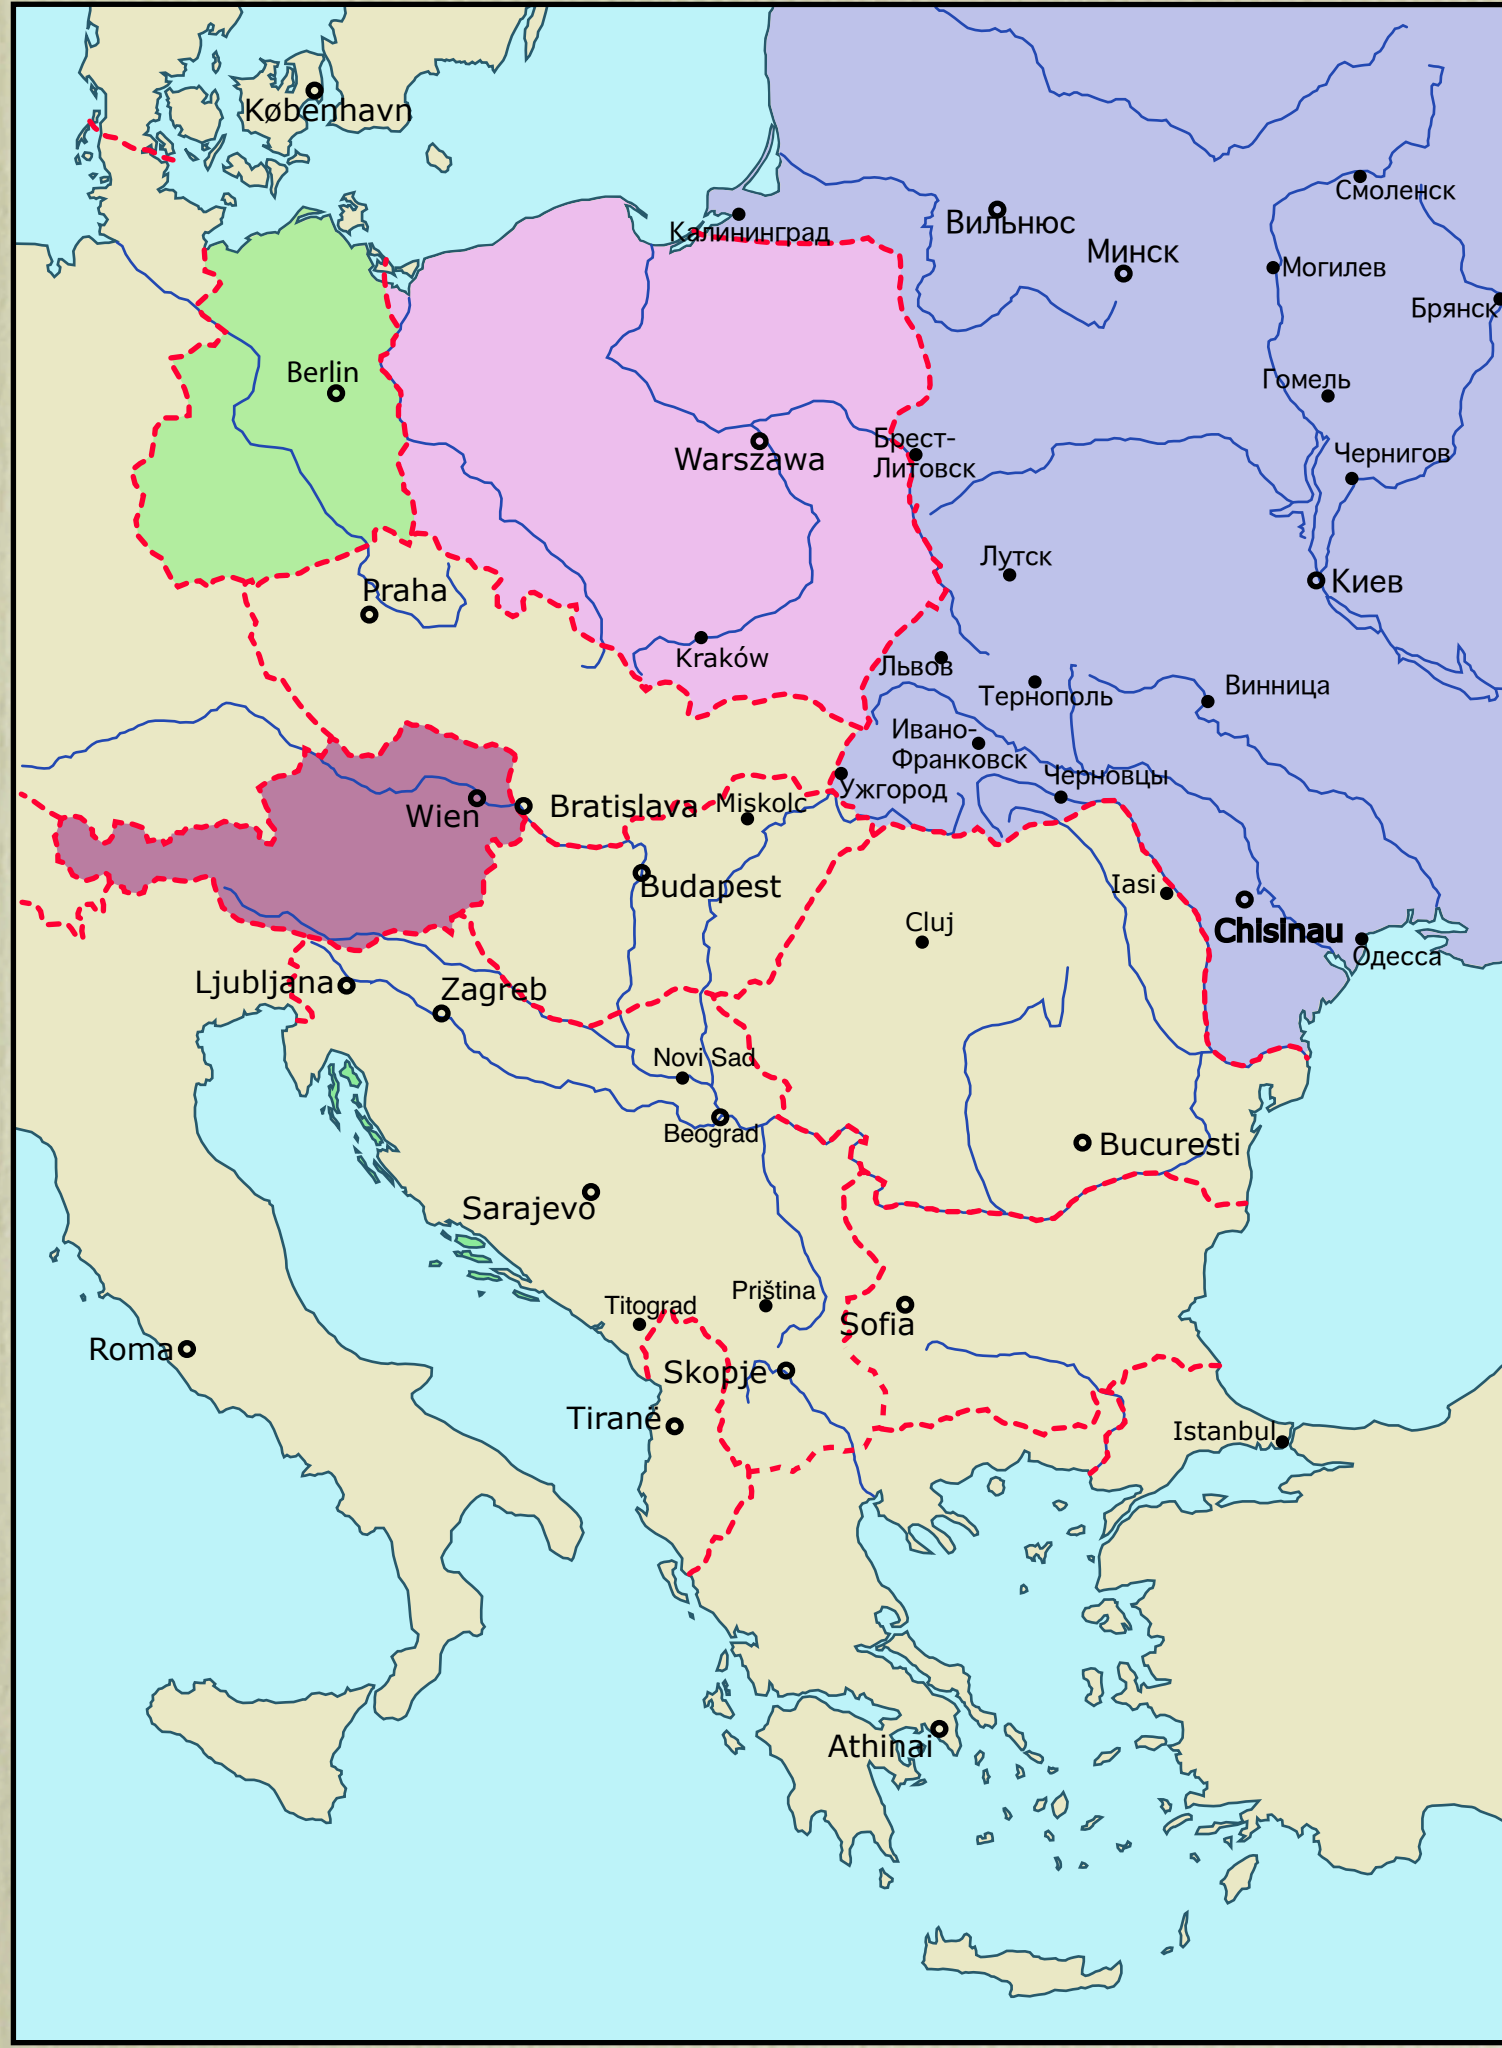 København
Смоленск
Калининград
Вильнюс
Минск
Могилев
Брянск
Berlin
Гомель
Warszawa
Брест-
Литовск
Чернигов
Лутск
Киев
Praha
Kraków
Львов
Тернополь
Винница
Ивано-
Франковск
Черновцы
Ужгород
Wien
Bratislava
Miskolc
Budapest
Iasi
Cluj
Chisinau
Одесса
Ljubljana
Zagreb
Novi Sad
Beograd
Bucuresti
Sarajevo
Priština
Titograd
Sofia
Roma
Skopje
Tiranë
Istanbul
Athinai